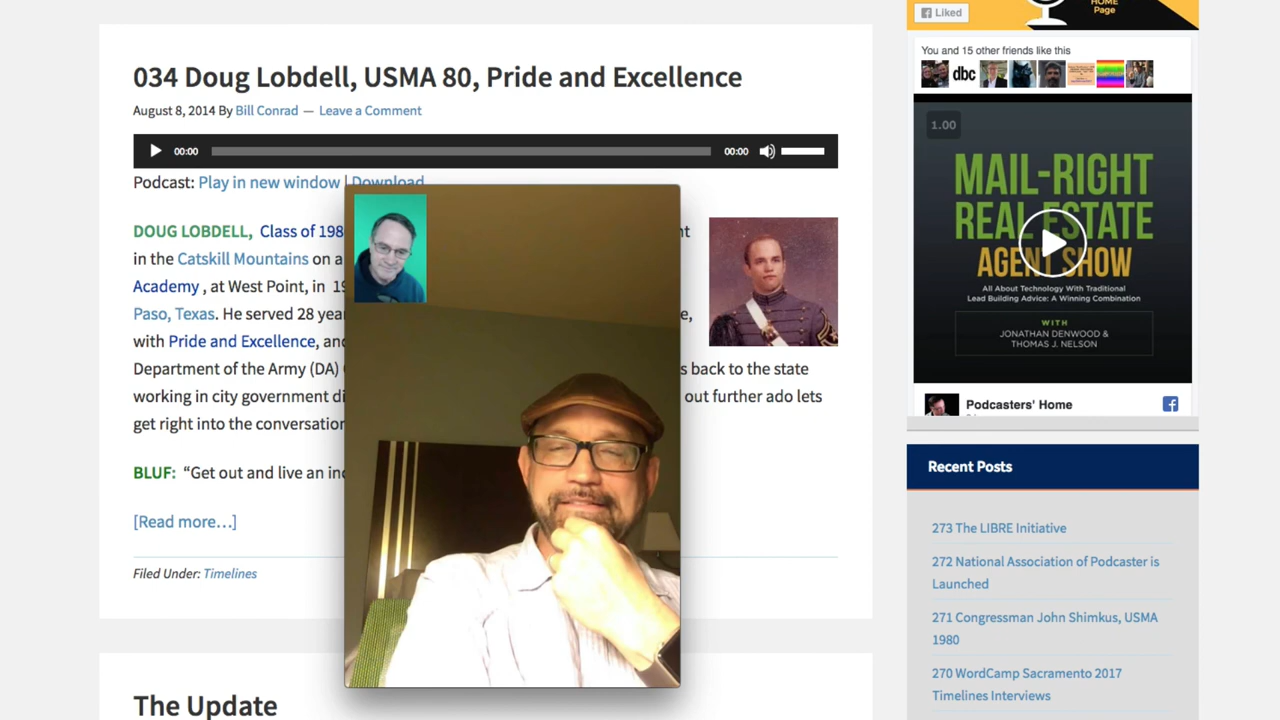 034 Doug Lobdell, USMA 80, Pride and Excellence
August 8, 2014 By Bill Conrad — Leave a Comment
00:00
00:00
Podcast: Play in new window | Download
DOUG LOBDELL, Class of 198
nt
in the Catskill Mountains on a
Academy , at West Point, in 19
Paso, Texas. He served 28 yea
e,
with Pride and Excellence, and
Department of the Army (DA)
s back to the state
working in city government di
out further ado lets
get right into the conversation
BLUF: “Get out and live an in
[Read more…]
Filed Under: Timelines
The Update
Liked
HOME
Page
You and 15 other friends like this
dbc
1.00
MAIL-RIGHT
REAL ESTATE
AGENT SHOW
All About Technology With Traditional
Lead Building Advice: A Winning Combination
WITH
JONATHAN DENWOOD &
THOMAS J. NELSON
Podcasters' Home
Recent Posts
273 The LIBRE Initiative
272 National Association of Podcaster is
Launched
271 Congressman John Shimkus, USMA
1980
270 WordCamp Sacramento 2017
Timelines Interviews